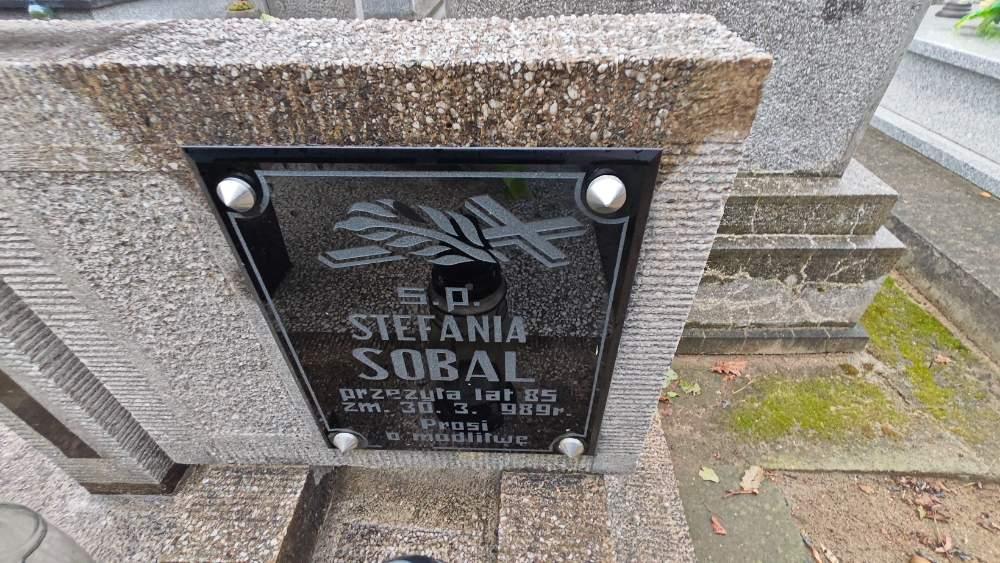 Ś.P.
STEFANIA
SOBAL
przeżyła lat 85
zm. 30. 3. 989r.
Prosi
o modlitwę